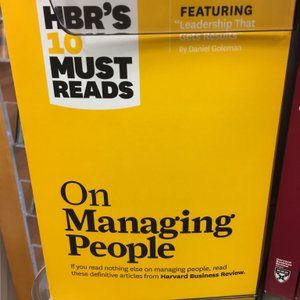 HBR'S
10
MUST
READS
FEATURING
"Leadership That
Gets Results"
By Daniel Goleman
On
Managing
People
If you read nothing else on managing people, read
these definitive articles from Harvard Business Review.